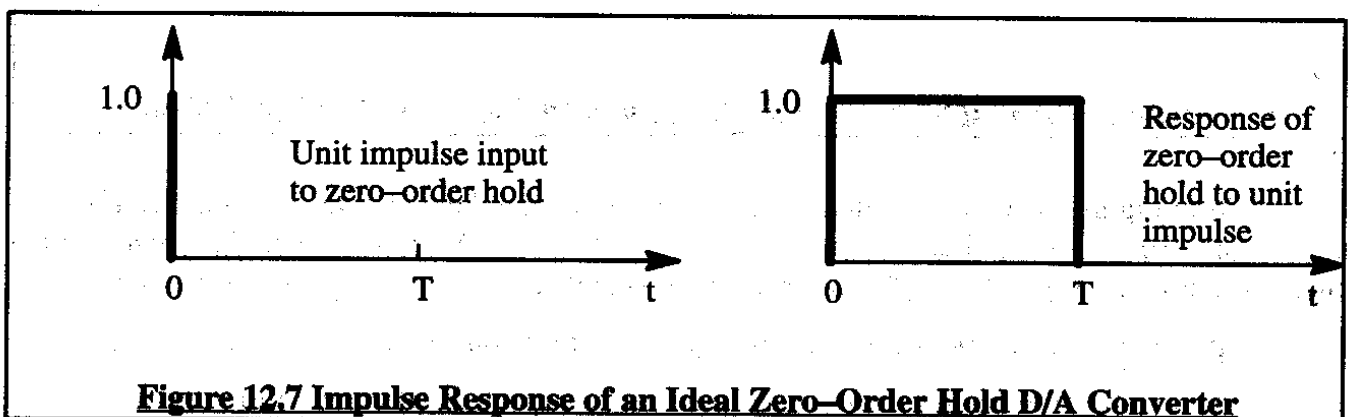 1.0
Unit impulse input
to zero–order hold
0
T
t
1.0
Response of
zero–order
hold to unit
impulse
0
T
t
Figure 12.7 Impulse Response of an Ideal Zero–Order Hold D/A Converter